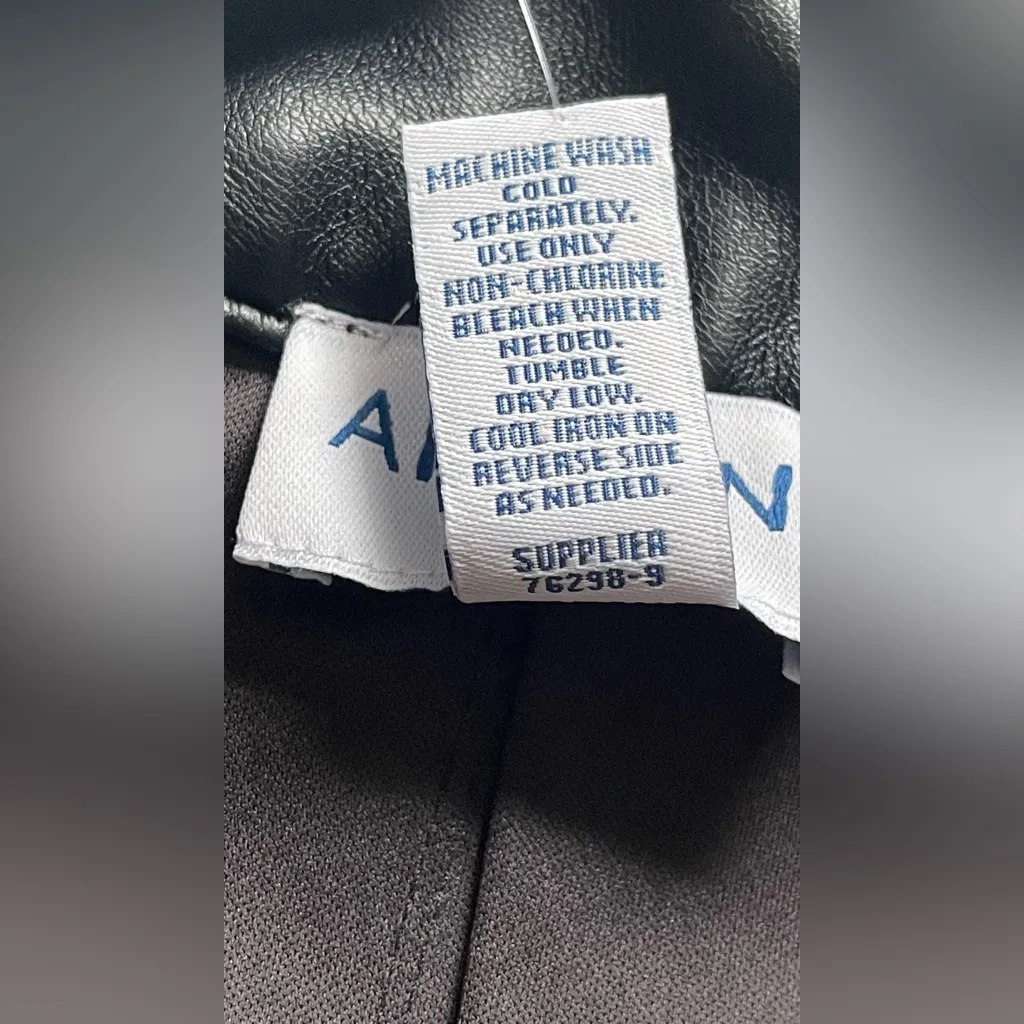 MACHINE WASH
COLD
SEPARATELY.
USE ONLY
NON-CHLORINE
BLEACH WHEN
NEEDED.
TUMBLE
DRY LOW.
COOL IRON ON
REVERSE SIDE
AS NEEDED.
SUPPLIER
76298-9